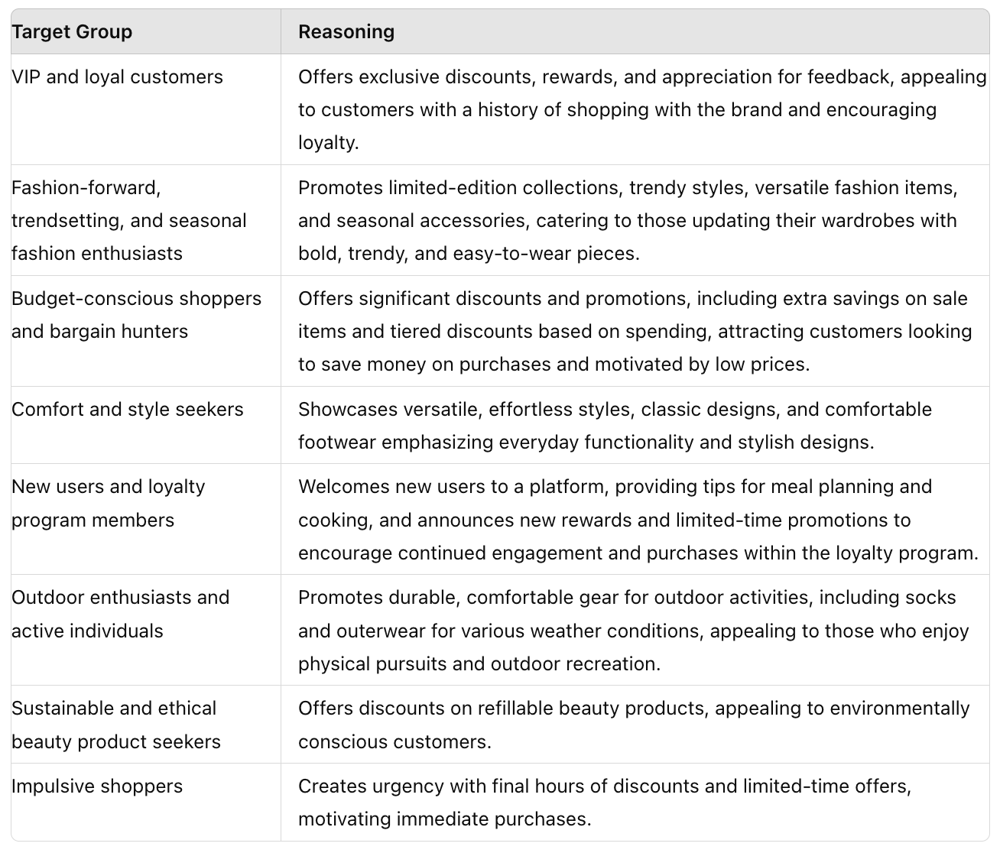 Target Group
Reasoning
VIP and loyal customers
Offers exclusive discounts, rewards, and appreciation for feedback, appealing
to customers with a history of shopping with the brand and encouraging
loyalty.
Fashion-forward,
trendsetting, and seasonal
fashion enthusiasts
Promotes limited-edition collections, trendy styles, versatile fashion items,
and seasonal accessories, catering to those updating their wardrobes with
bold, trendy, and easy-to-wear pieces.
Budget-conscious shoppers
and bargain hunters
Offers significant discounts and promotions, including extra savings on sale
items and tiered discounts based on spending, attracting customers looking
to save money on purchases and motivated by low prices.
Comfort and style seekers
Showcases versatile, effortless styles, classic designs, and comfortable
footwear emphasizing everyday functionality and stylish designs.
New users and loyalty
program members
Welcomes new users to a platform, providing tips for meal planning and
cooking, and announces new rewards and limited-time promotions to
encourage continued engagement and purchases within the loyalty program.
Outdoor enthusiasts and
active individuals
Promotes durable, comfortable gear for outdoor activities, including socks
and outerwear for various weather conditions, appealing to those who enjoy
physical pursuits and outdoor recreation.
Sustainable and ethical
beauty product seekers
Offers discounts on refillable beauty products, appealing to environmentally
conscious customers.
Impulsive shoppers
Creates urgency with final hours of discounts and limited-time offers,
motivating immediate purchases.